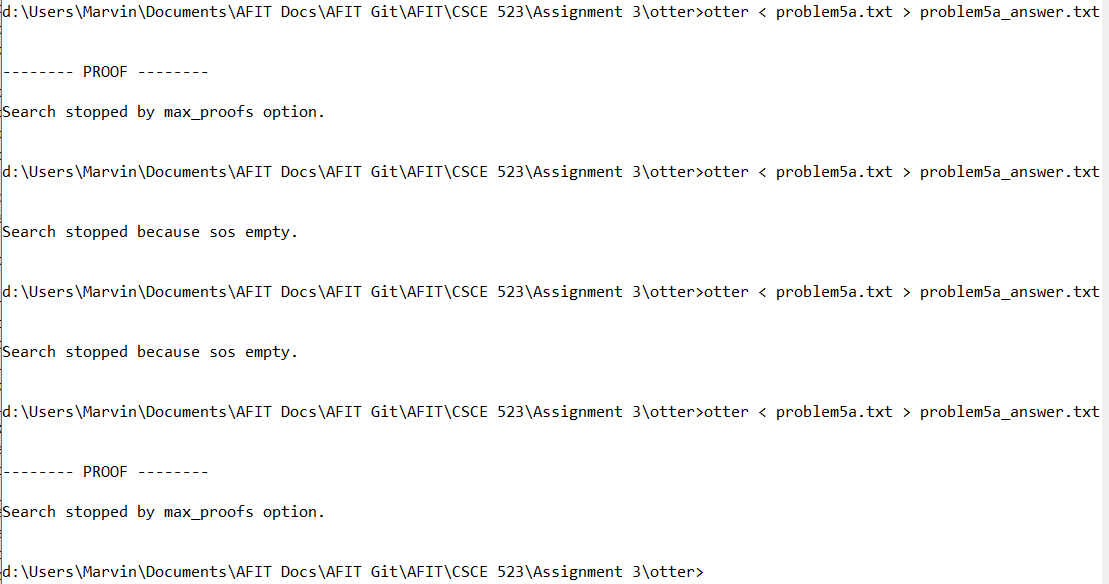 d:\Users\Marvin\Documents\AFIT Docs\AFIT Git\AFIT\CSCE 523\Assignment 3\otter>otter < problem5a.txt > problem5a_answer.txt
-------- PROOF --------
Search stopped by max_proofs option.
d:\Users\Marvin\Documents\AFIT Docs\AFIT Git\AFIT\CSCE 523\Assignment 3\otter>otter < problem5a.txt > problem5a_answer.txt
Search stopped because sos empty.
d:\Users\Marvin\Documents\AFIT Docs\AFIT Git\AFIT\CSCE 523\Assignment 3\otter>otter < problem5a.txt > problem5a_answer.txt
Search stopped because sos empty.
d:\Users\Marvin\Documents\AFIT Docs\AFIT Git\AFIT\CSCE 523\Assignment 3\otter>otter < problem5a.txt > problem5a_answer.txt
-------- PROOF --------
Search stopped by max_proofs option.
d:\Users\Marvin\Documents\AFIT Docs\AFIT Git\AFIT\CSCE 523\Assignment 3\otter>